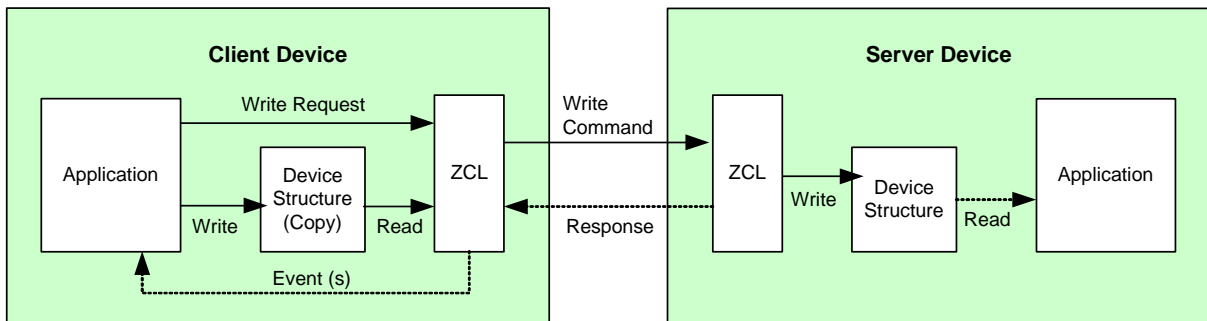 Client Device
Write Request
Application
Device
Structure
(Copy)
ZCL
Write
Read
Event (s)
Write
Command
Response
Server Device
ZCL
Write
Device
Structure
Read
Application